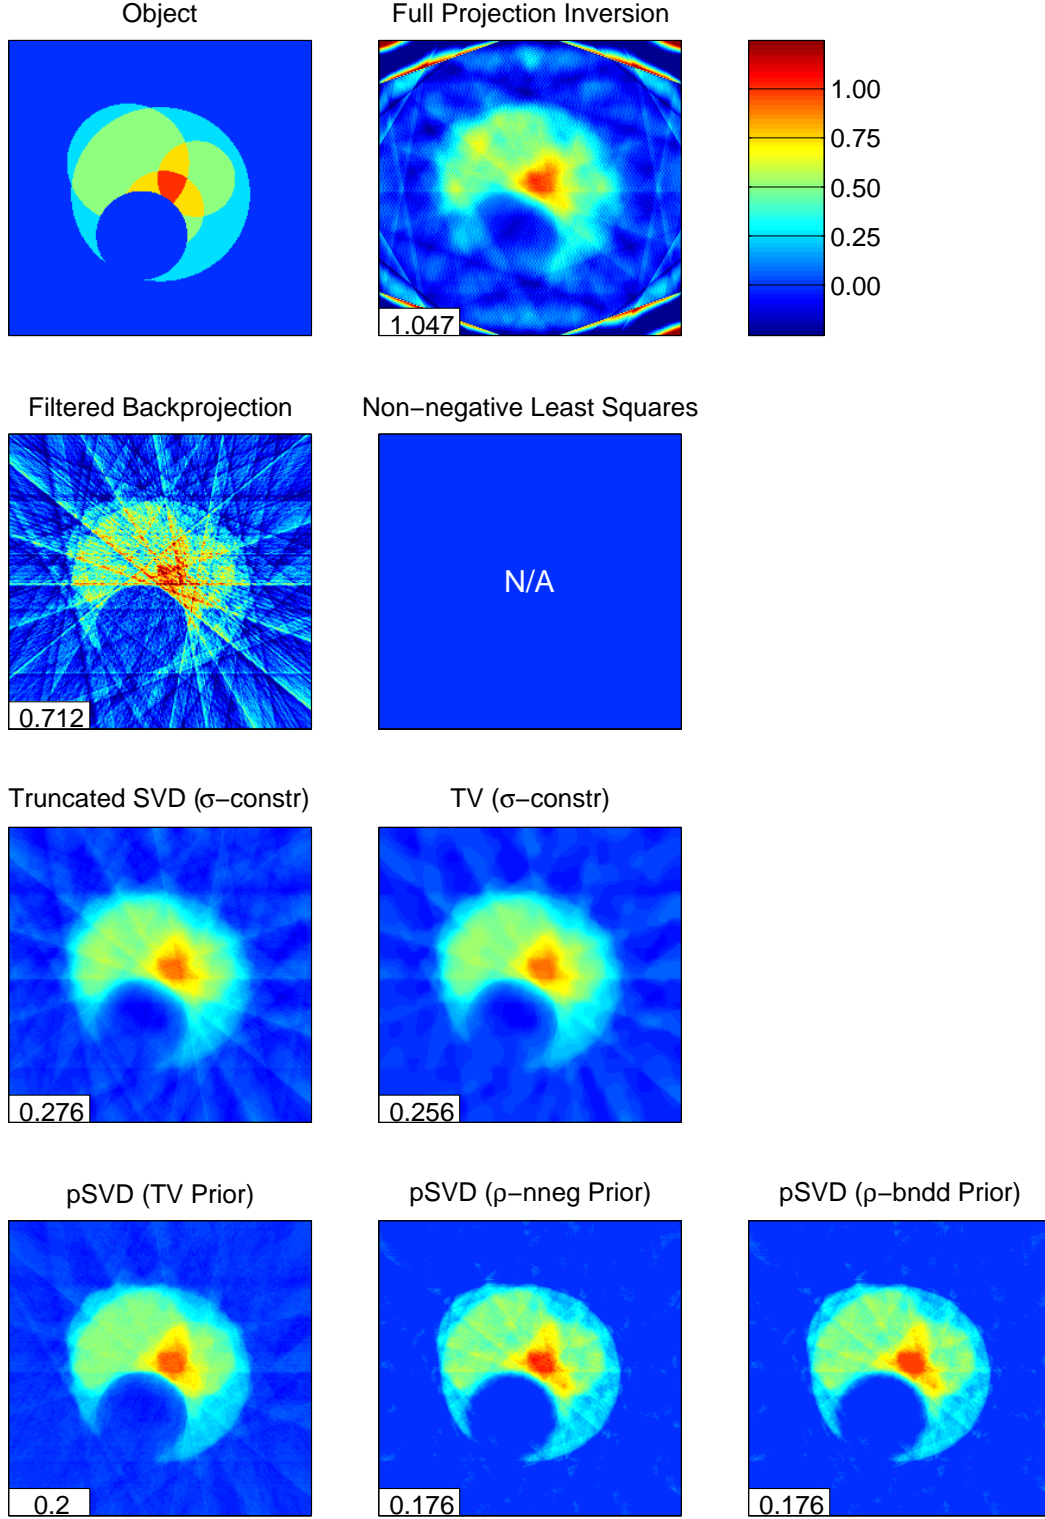 Object
Full Projection Inversion
1.00
0.75
0.50
0.25
0.00
1.047
Filtered Backprojection
Non−negative Least Squares
N/A
0.712
Truncated SVD (σ−constr)
TV (σ−constr)
0.276
0.256
pSVD (TV Prior)
pSVD (ρ−nneg Prior)
pSVD (ρ−bndd Prior)
0.2
0.176
0.176